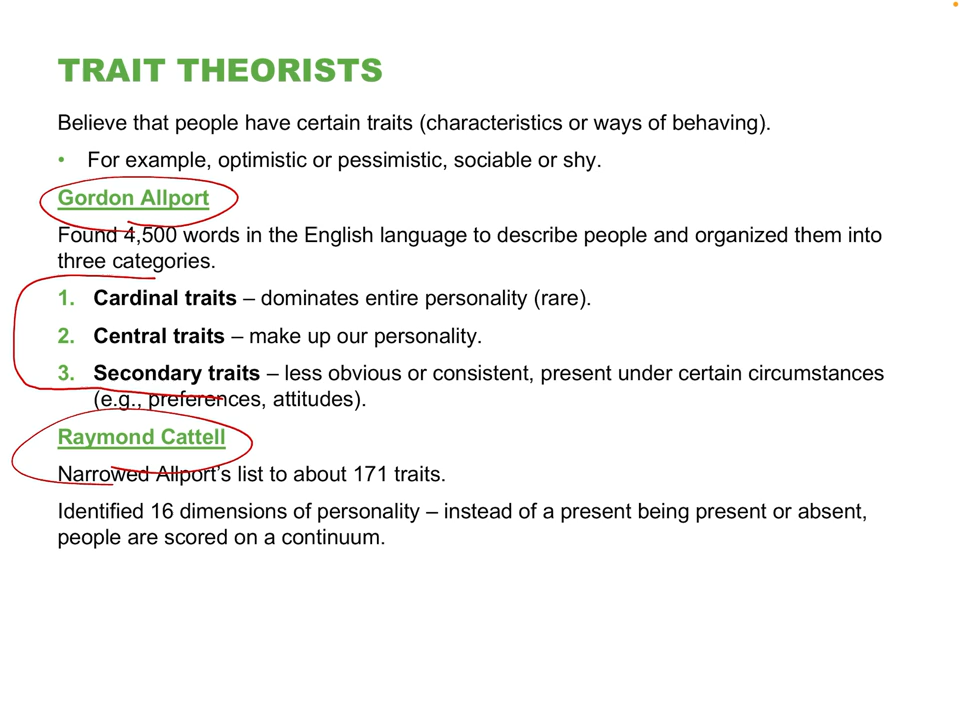 TRAIT THEORISTS
Believe that people have certain traits (characteristics or ways of behaving).
• For example, optimistic or pessimistic, sociable or shy.
Gordon Allport
Found 4,500 words in the English language to describe people and organized them into
three categories.
1. Cardinal traits – dominates entire personality (rare).
2. Central traits – make up our personality.
3. Secondary traits – less obvious or consistent, present under certain circumstances
(e.g., preferences, attitudes).
Raymond Cattell
Narrowed Allport's list to about 171 traits.
Identified 16 dimensions of personality – instead of a present being present or absent,
people are scored on a continuum.